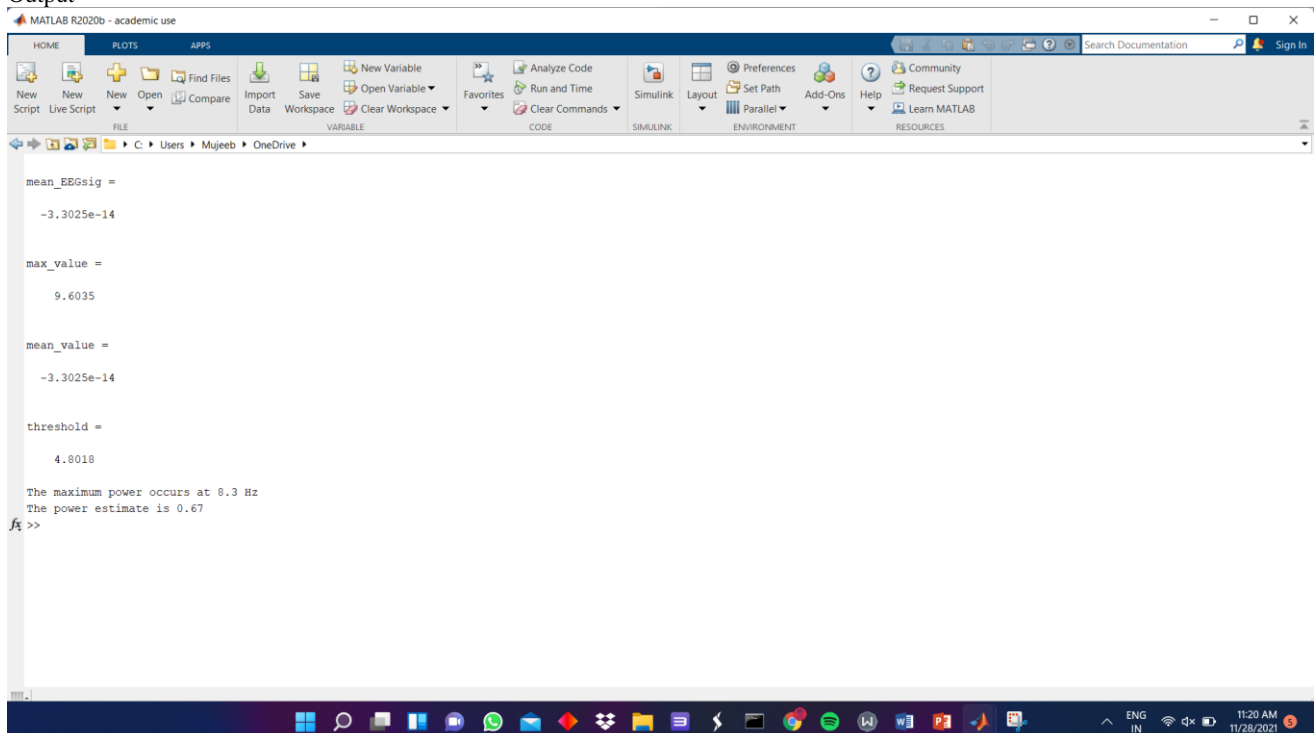 Output
MATLAB R2020b - academic use
HOME PLOTS APPS
Search Documentation
Sign In
New Script
New Live Script
New
Open
Find Files
Compare
Import Data
Save Workspace
New Variable
Open Variable
Clear Workspace
Favorites
Analyze Code
Run and Time
Clear Commands
Simulink
Layout
Preferences
Set Path
Parallel
Add-Ons
Help
Community
Request Support
Learn MATLAB
FILE VARIABLE CODE SIMULINK ENVIRONMENT RESOURCES
C: Users Mujeeb OneDrive
mean_EEGsig =
-3.3025e-14
max_value =
9.6035
mean_value =
-3.3025e-14
threshold =
4.8018
The maximum power occurs at 8.3 Hz
The power estimate is 0.67
fx >>
ENG
IN
11:20 AM
11/28/2021
5